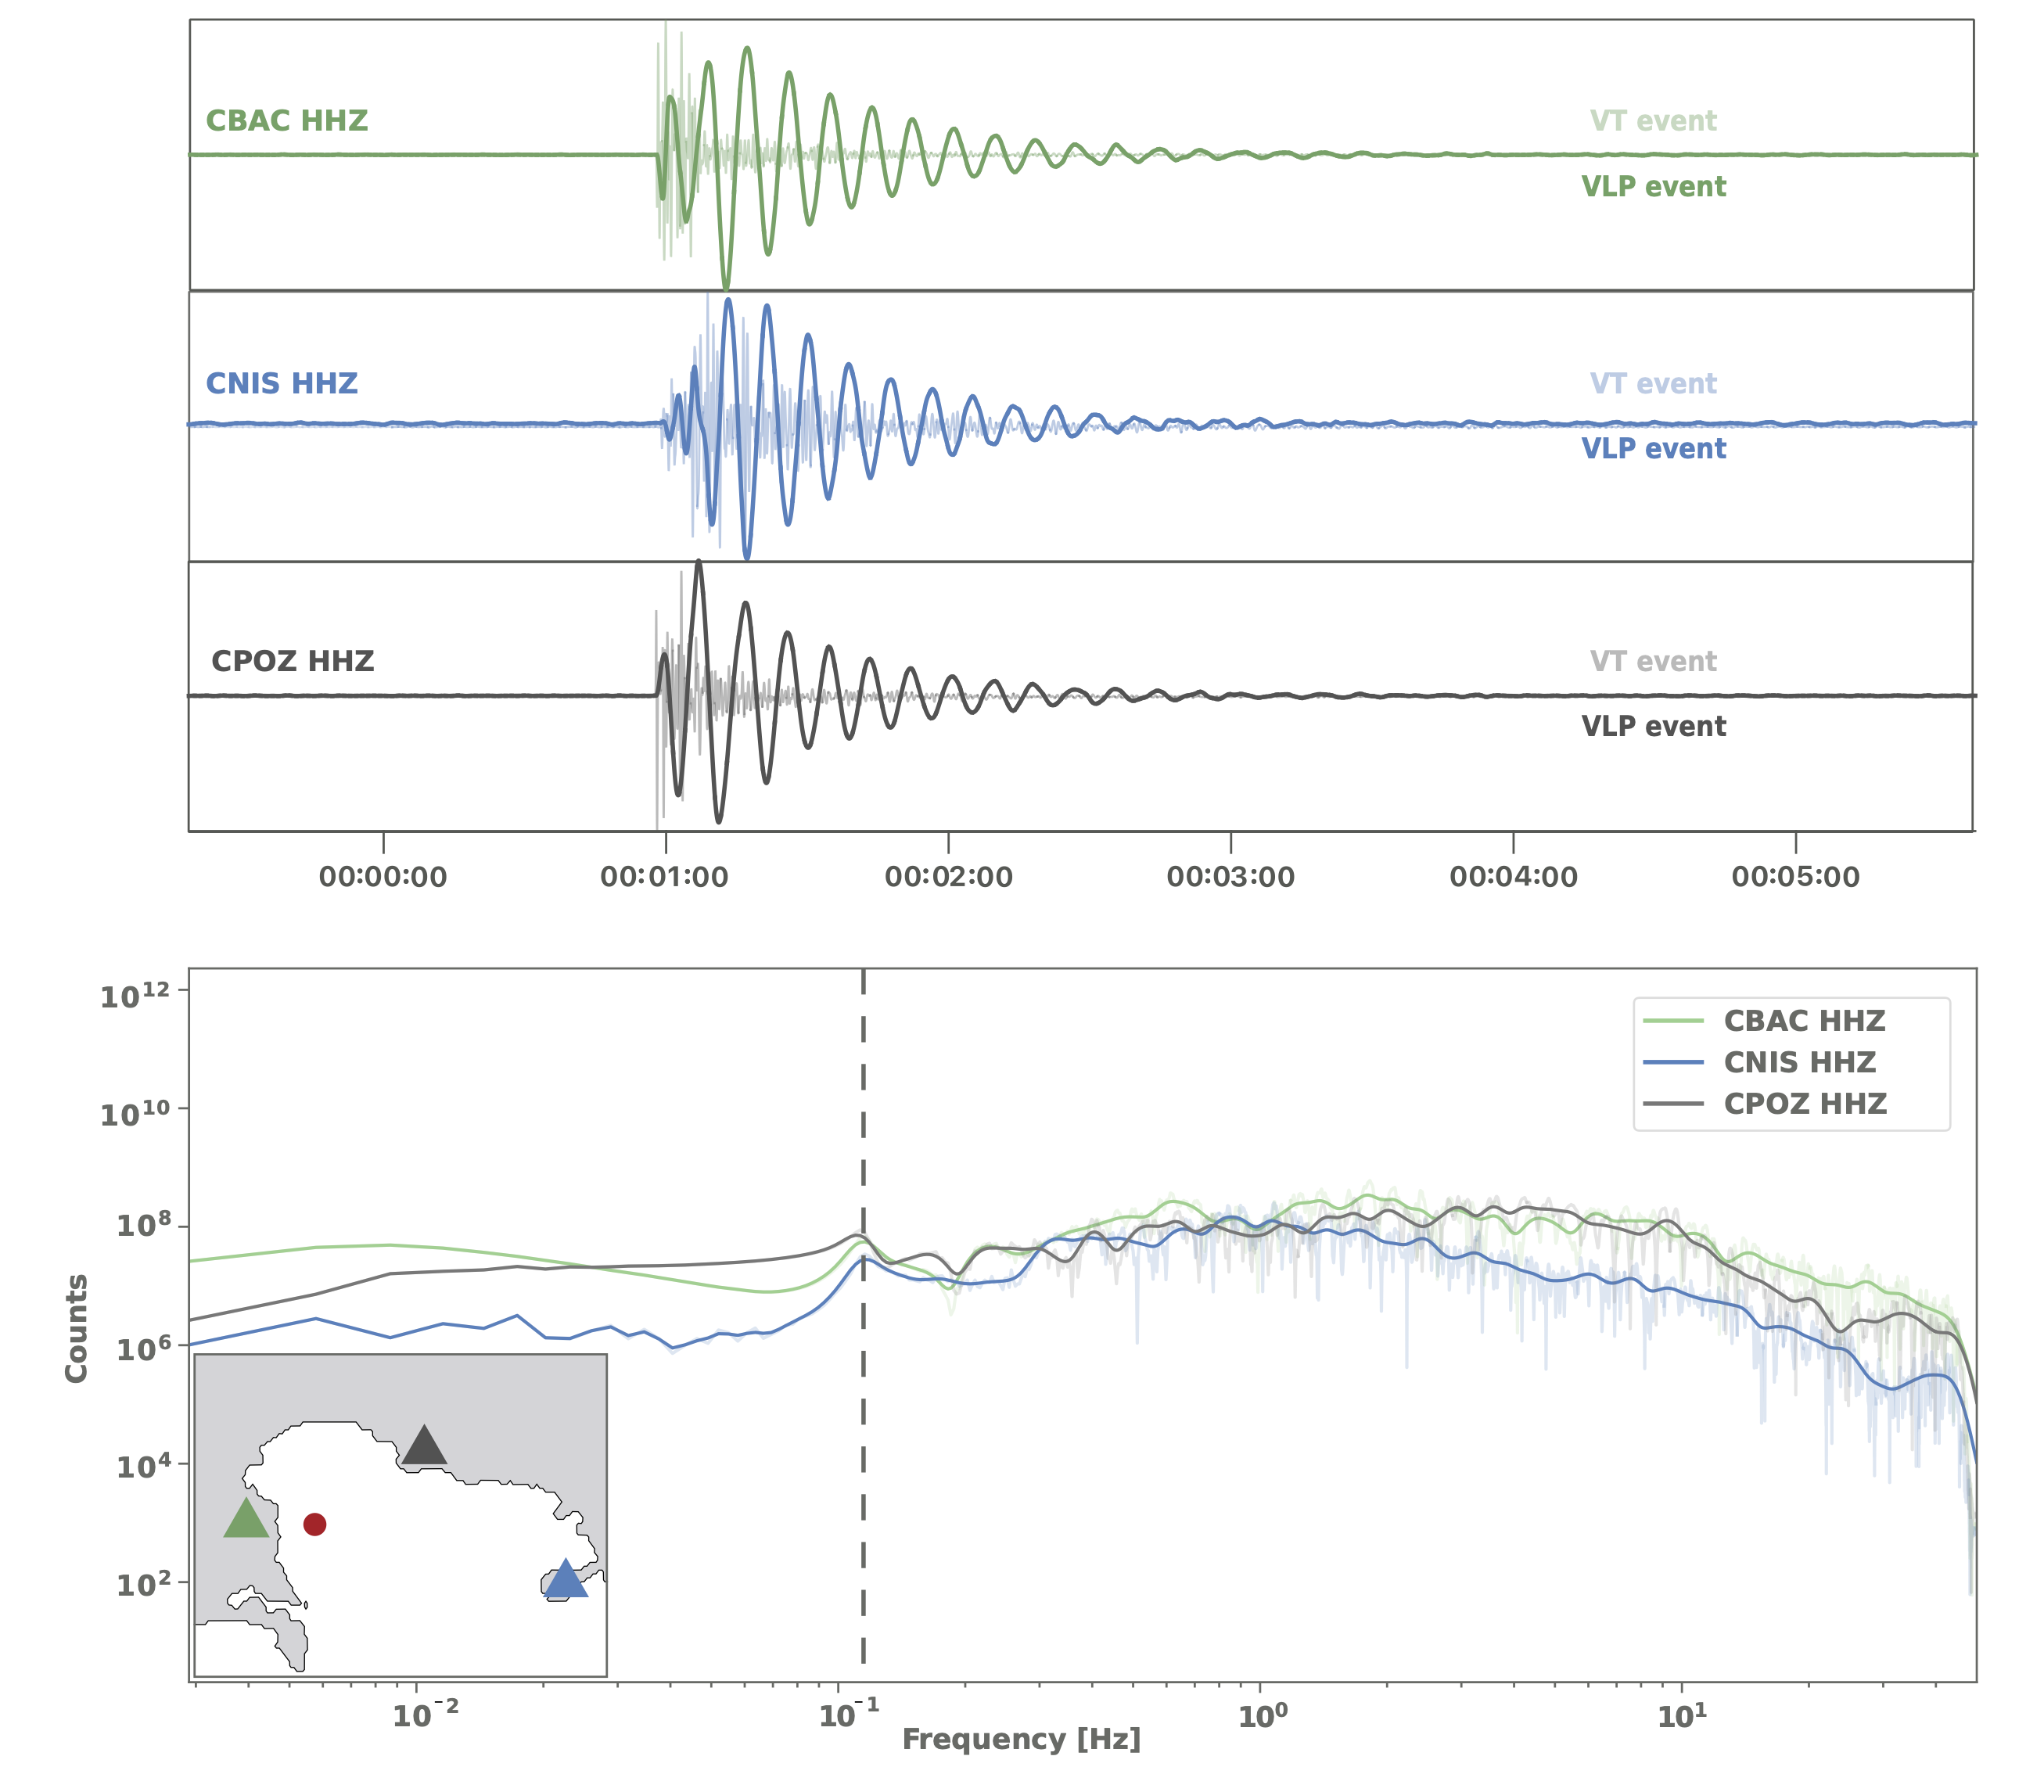 CBAC HHZ
VT event
VLP event
CNIS HHZ
VT event
VLP event
CPOZ HHZ
VT event
VLP event
00:00:00 00:01:00 00:02:00 00:03:00 00:04:00 00:05:00
10¹²
10¹⁰
10⁸
10⁶
10⁴
10²
Counts
CBAC HHZ
CNIS HHZ
CPOZ HHZ
10⁻² 10⁻¹ 10⁰ 10¹
Frequency [Hz]